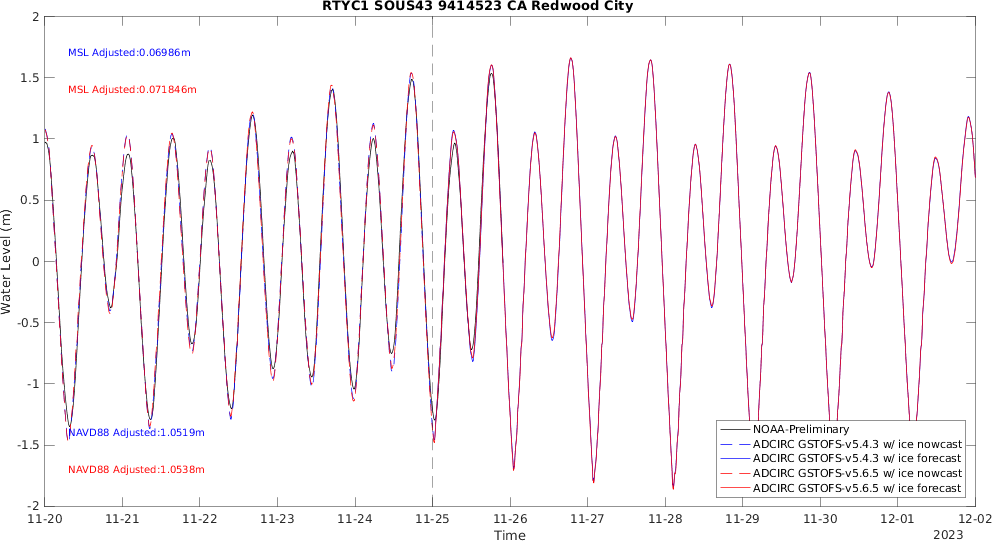 RTYC1 SOUS43 9414523 CA Redwood City
2
1.5
1
0.5
0
-0.5
-1
-1.5
-2
Water Level (m)
MSL Adjusted:0.06986m
MSL Adjusted:0.071846m
NAVD88 Adjusted:1.0519m
NAVD88 Adjusted:1.0538m
NOAA-Preliminary
ADCIRC GSTOFS-v5.4.3 w/ ice nowcast
ADCIRC GSTOFS-v5.4.3 w/ ice forecast
ADCIRC GSTOFS-v5.6.5 w/ ice nowcast
ADCIRC GSTOFS-v5.6.5 w/ ice forecast
11-20 11-21 11-22 11-23 11-24 11-25 11-26 11-27 11-28 11-29 11-30 12-01 12-02
Time
2023